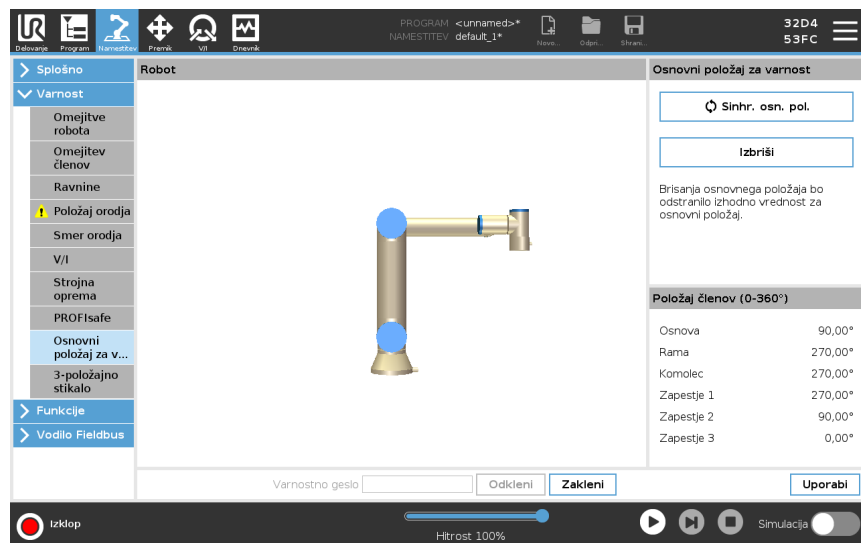 PROGRAM <unnamed>*
NAMESTITEV default_1*
32D4
53FC
Delovanje
Program
Namestitev
Premik
V/I
Dnevnik
Novo...
Odpri...
Shrani...
Splošno
Varnost
Omejitve
robota
Omejitev
členov
Ravnine
Položaj orodja
Smer orodja
V/I
Strojna
oprema
PROFIsafe
Osnovni
položaj za v...
3-položajno
stikalo
Funkcije
Vodilo Fieldbus
Robot
Osnovni položaj za varnost
Sinhr. osn. pol.
Izbriši
Brisanja osnovnega položaja bo
odstranilo izhodno vrednost za
osnovni položaj.
Položaj členov (0-360°)
Osnova 90,00°
Rama 270,00°
Komolec 270,00°
Zapestje 1 270,00°
Zapestje 2 90,00°
Zapestje 3 0,00°
Varnostno geslo
Odkleni
Zakleni
Uporabi
Izklop
Hitrost 100%
Simulacija